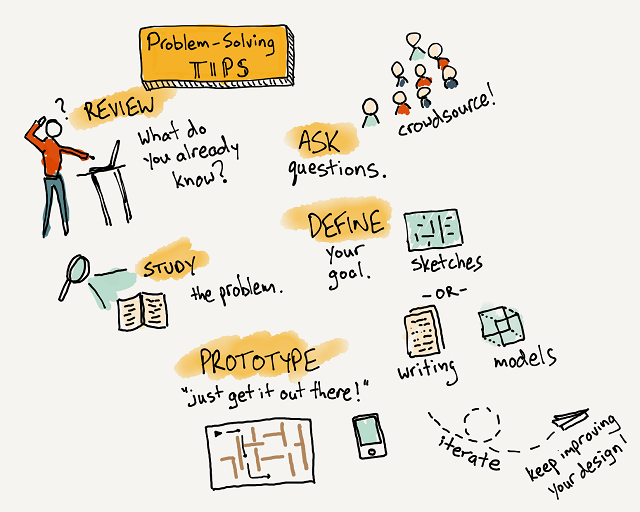 Problem-Solving
TIPS
?
REVIEW
What do
you already
know?
ASK
questions.
crowdsource!
STUDY
the problem.
DEFINE
your
goal.
sketches
-OR-
writing
models
PROTOTYPE
"just get it out there!"
iterate
keep improving
your design!